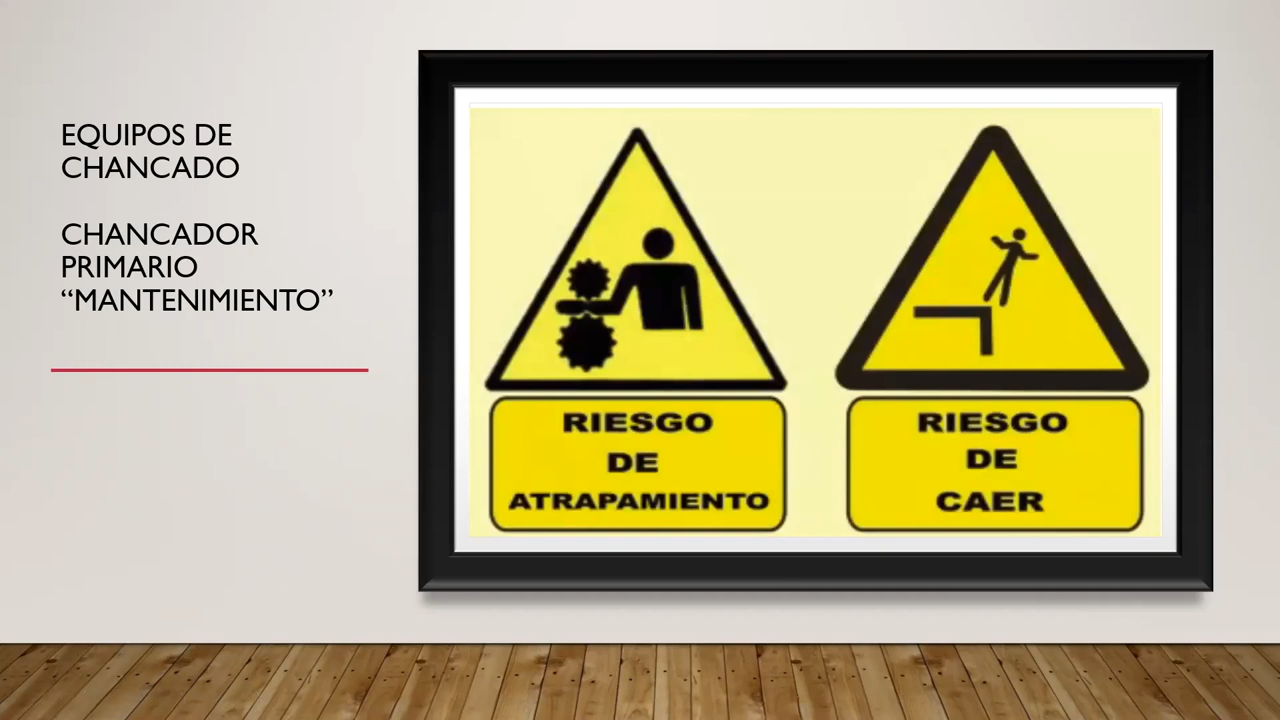 EQUIPOS DE
CHANCADO
CHANCADOR
PRIMARIO
“MANTENIMIENTO”
RIESGO
DE
ATRAPAMIENTO
RIESGO
DE
CAER